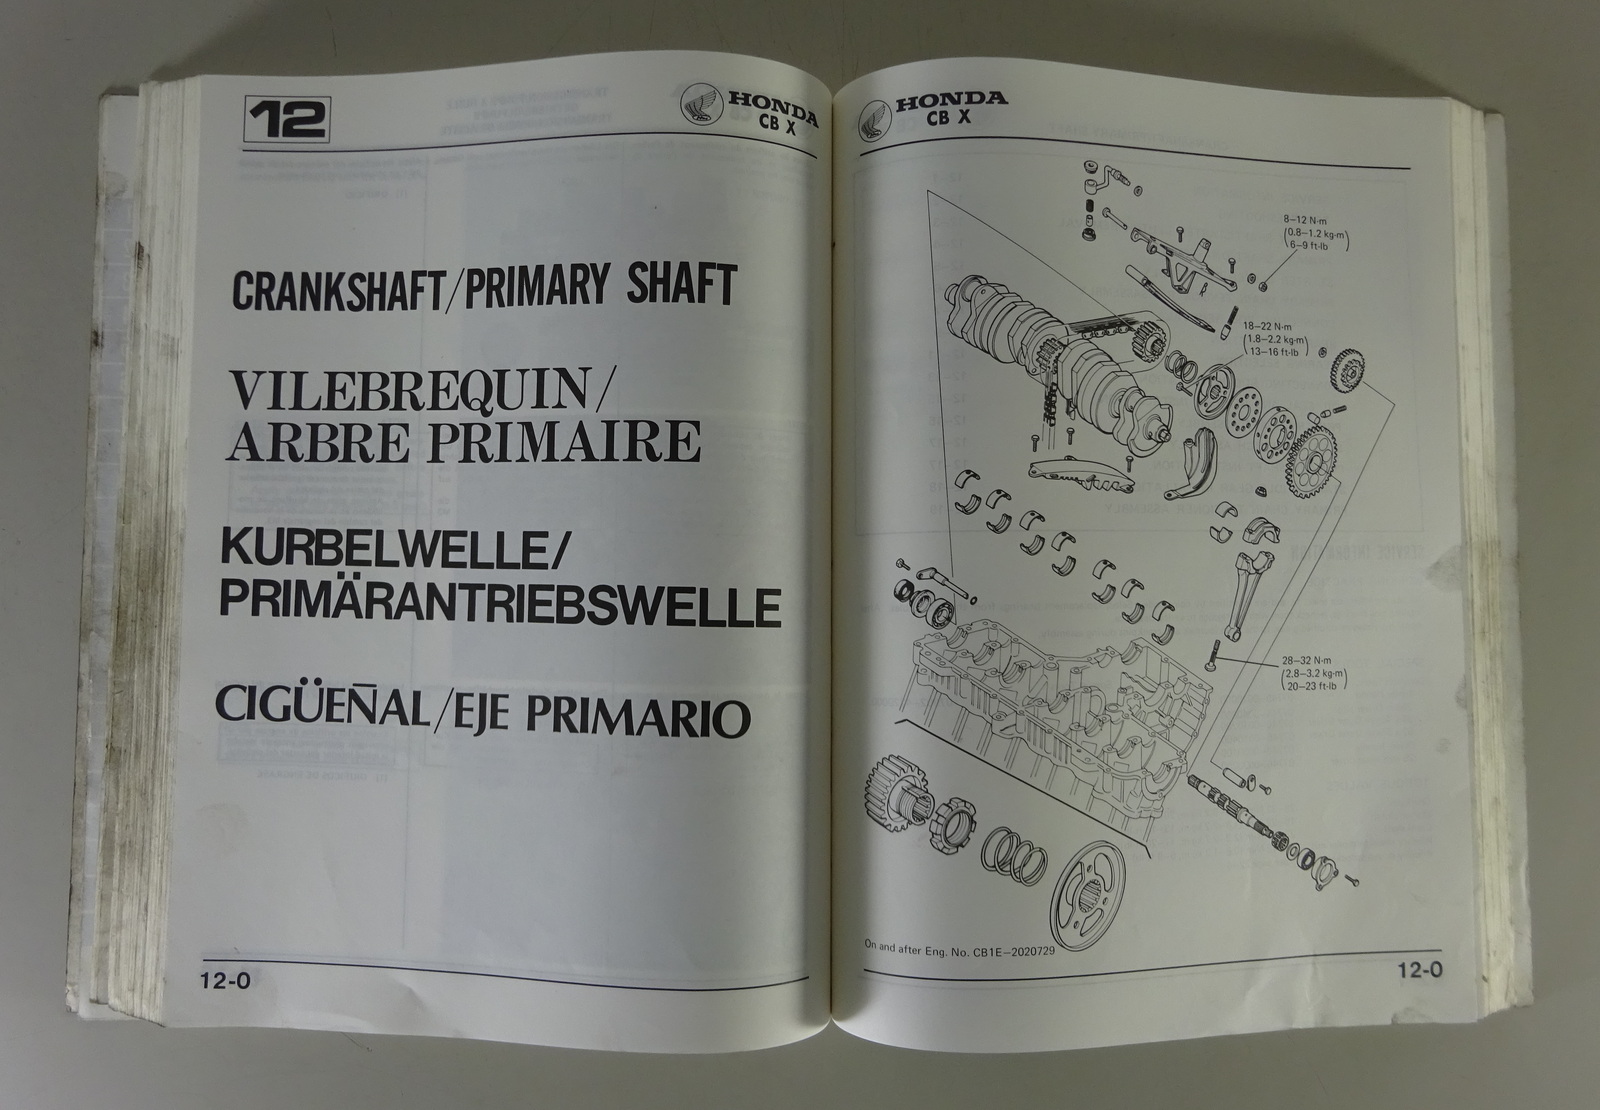 12
HONDA
CB X
CRANKSHAFT/PRIMARY SHAFT
VILEBREQUIN/
ARBRE PRIMAIRE
KURBELWELLE/
PRIMÄRANTRIEBSWELLE
CIGÜEÑAL/EJE PRIMARIO
12-0
HONDA
CB X
8–12 N·m
(0.8–1.2 kg-m)
6–9 ft-lb
18–22 N·m
(1.8–2.2 kg-m)
13–16 ft-lb
28–32 N·m
(2.8–3.2 kg-m)
20–23 ft-lb
On and after Eng. No. CB1E–2020729
12-0